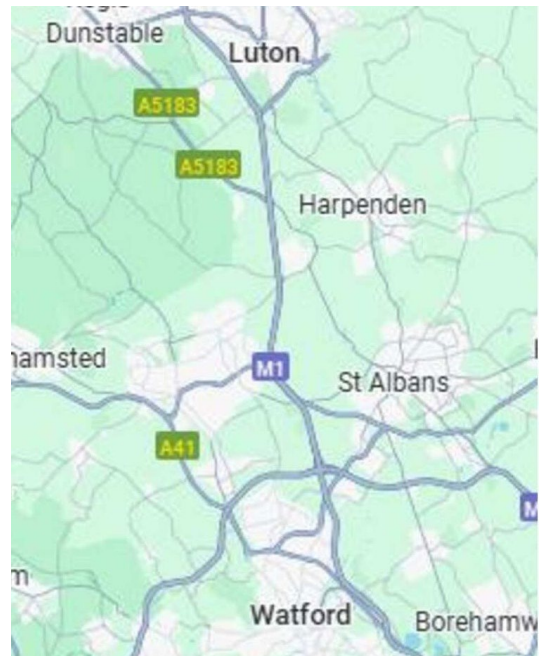 Dunstable
Luton
A5183
A5183
Harpenden
hamsted
M1
St Albans
A41
m
Watford
Borehamw